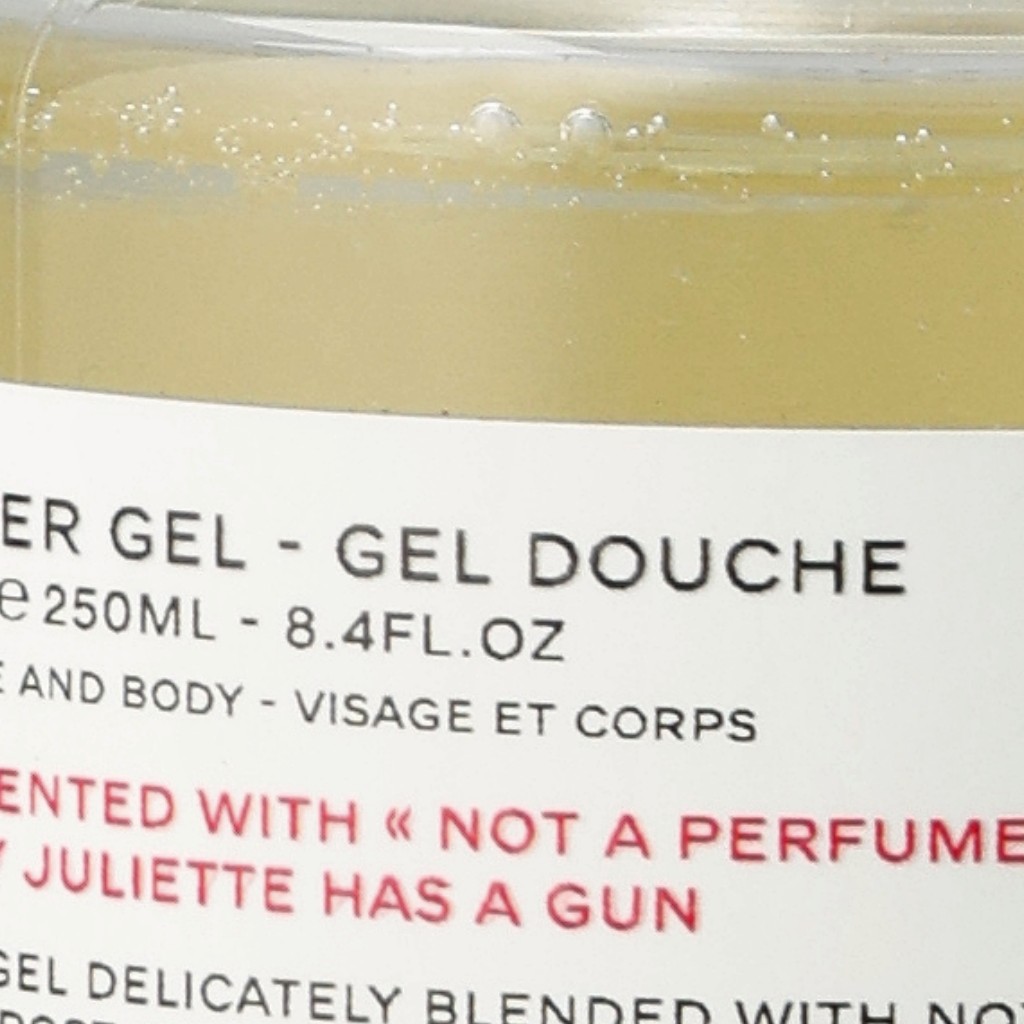 ER GEL - GEL DOUCHE
e 250ML - 8.4FL.OZ
E AND BODY - VISAGE ET CORPS
ENTED WITH « NOT A PERFUME
Y JULIETTE HAS A GUN
GEL DELICATELY BLENDED WITH NO